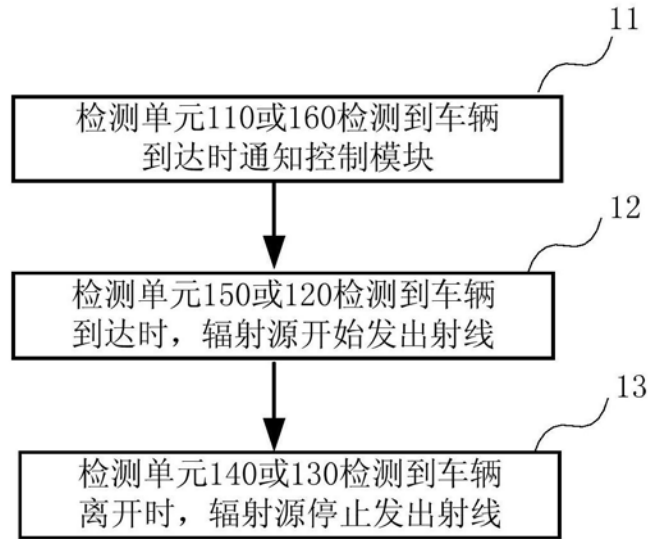 11
检测单元110或160检测到车辆
到达时通知控制模块
12
检测单元150或120检测到车辆
到达时，辐射源开始发出射线
13
检测单元140或130检测到车辆
离开时，辐射源停止发出射线